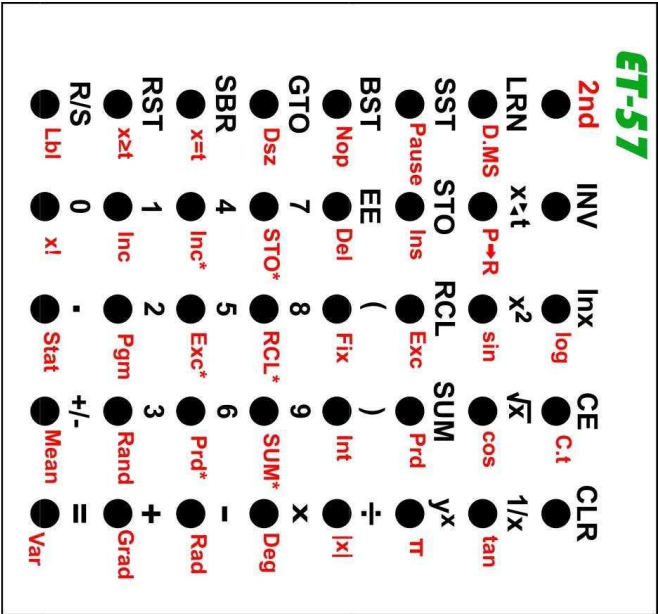 ET-57
2nd INV lnx CE CLR
log C.t
LRN x⇄t x² √x 1/x
D.MS P➔R sin cos tan
SST STO RCL SUM yˣ
Pause Ins Exc Prd π
BST EE ( ) ÷
Nop Del Fix Int |x|
GTO 7 8 9 x
Dsz STO* RCL* SUM* Deg
SBR 4 5 6 -
x=t Inc* Exc* Prd* Rad
RST 1 2 3 +
x≥t Inc Pgm Rand Grad
R/S 0 . +/- =
Lbl x! Stat Mean Var